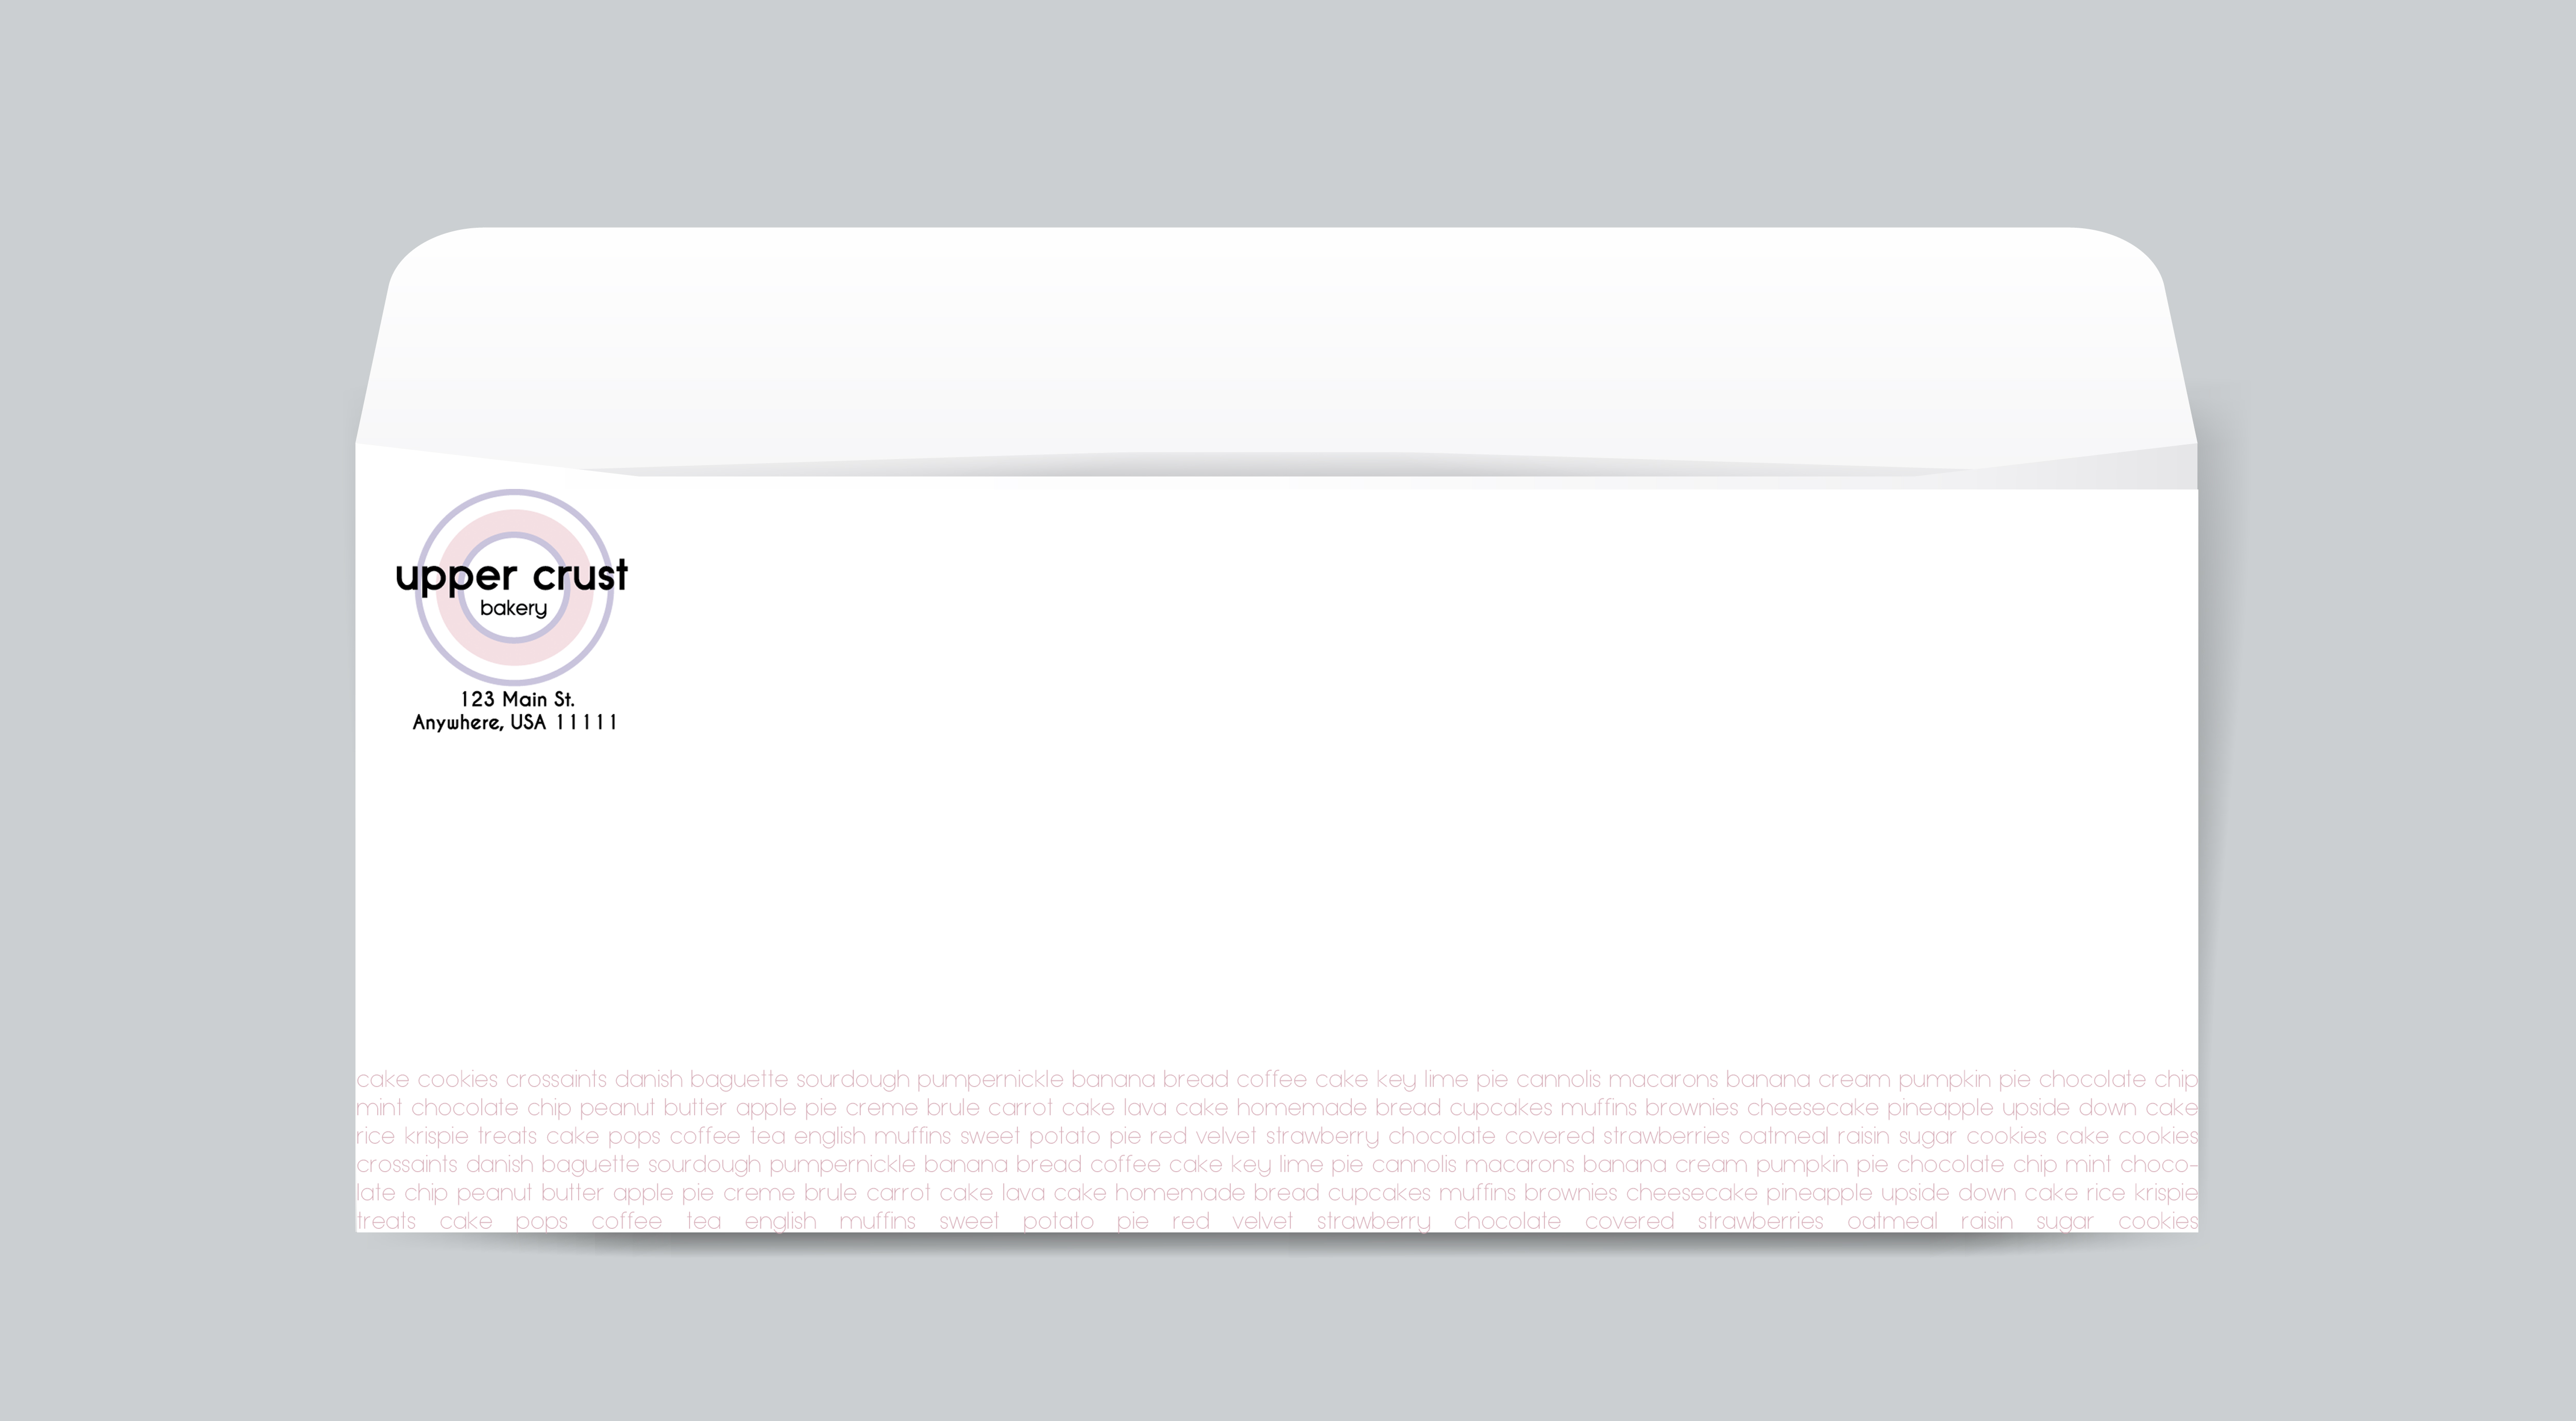 upper crust
bakery
123 Main St.
Anywhere, USA 11111
cake cookies crossaints danish baguette sourdough pumpernickle banana bread coffee cake key lime pie cannolis macarons banana cream pumpkin pie chocolate chip
mint chocolate chip peanut butter apple pie creme brule carrot cake lava cake homemade bread cupcakes muffins brownies cheesecake pineapple upside down cake
rice krispie treats cake pops coffee tea english muffins sweet potato pie red velvet strawberry chocolate covered strawberries oatmeal raisin sugar cookies cake cookies
crossaints danish baguette sourdough pumpernickle banana bread coffee cake key lime pie cannolis macarons banana cream pumpkin pie chocolate chip mint choco-
late chip peanut butter apple pie creme brule carrot cake lava cake homemade bread cupcakes muffins brownies cheesecake pineapple upside down cake rice krispie
treats cake pops coffee tea english muffins sweet potato pie red velvet strawberry chocolate covered strawberries oatmeal raisin sugar cookies